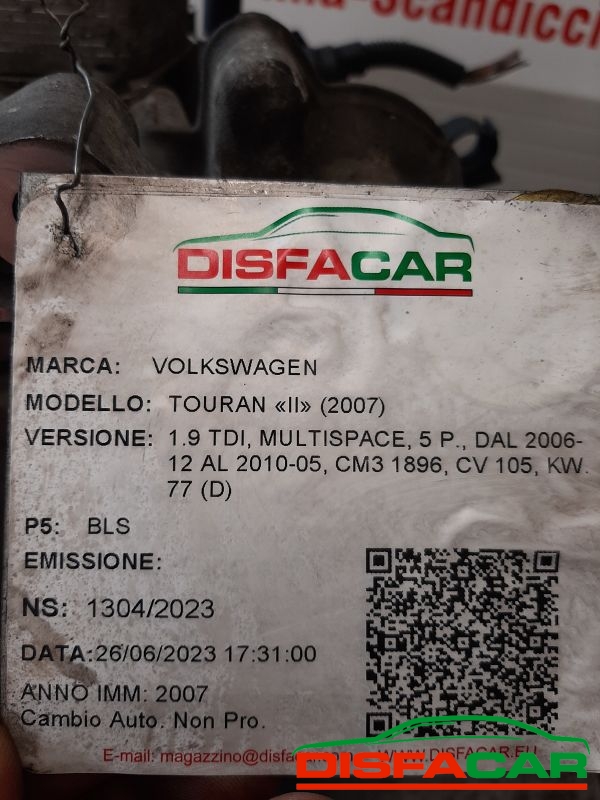 -Scandicci
DISFACAR
MARCA: VOLKSWAGEN
MODELLO: TOURAN «II» (2007)
VERSIONE: 1.9 TDI, MULTISPACE, 5 P., DAL 2006-
12 AL 2010-05, CM3 1896, CV 105, KW.
77 (D)
P5: BLS
EMISSIONE:
NS: 1304/2023
DATA:26/06/2023 17:31:00
ANNO IMM: 2007
Cambio Auto. Non Pro.
E-mail: magazzino@disfa
WWW.DISFACAR.EU
DISFACAR